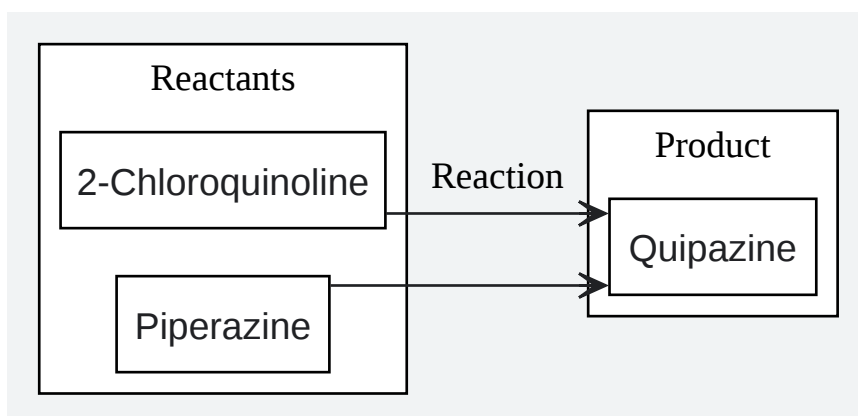 Reactants
2-Chloroquinoline
Piperazine
Reaction
Product
Quipazine